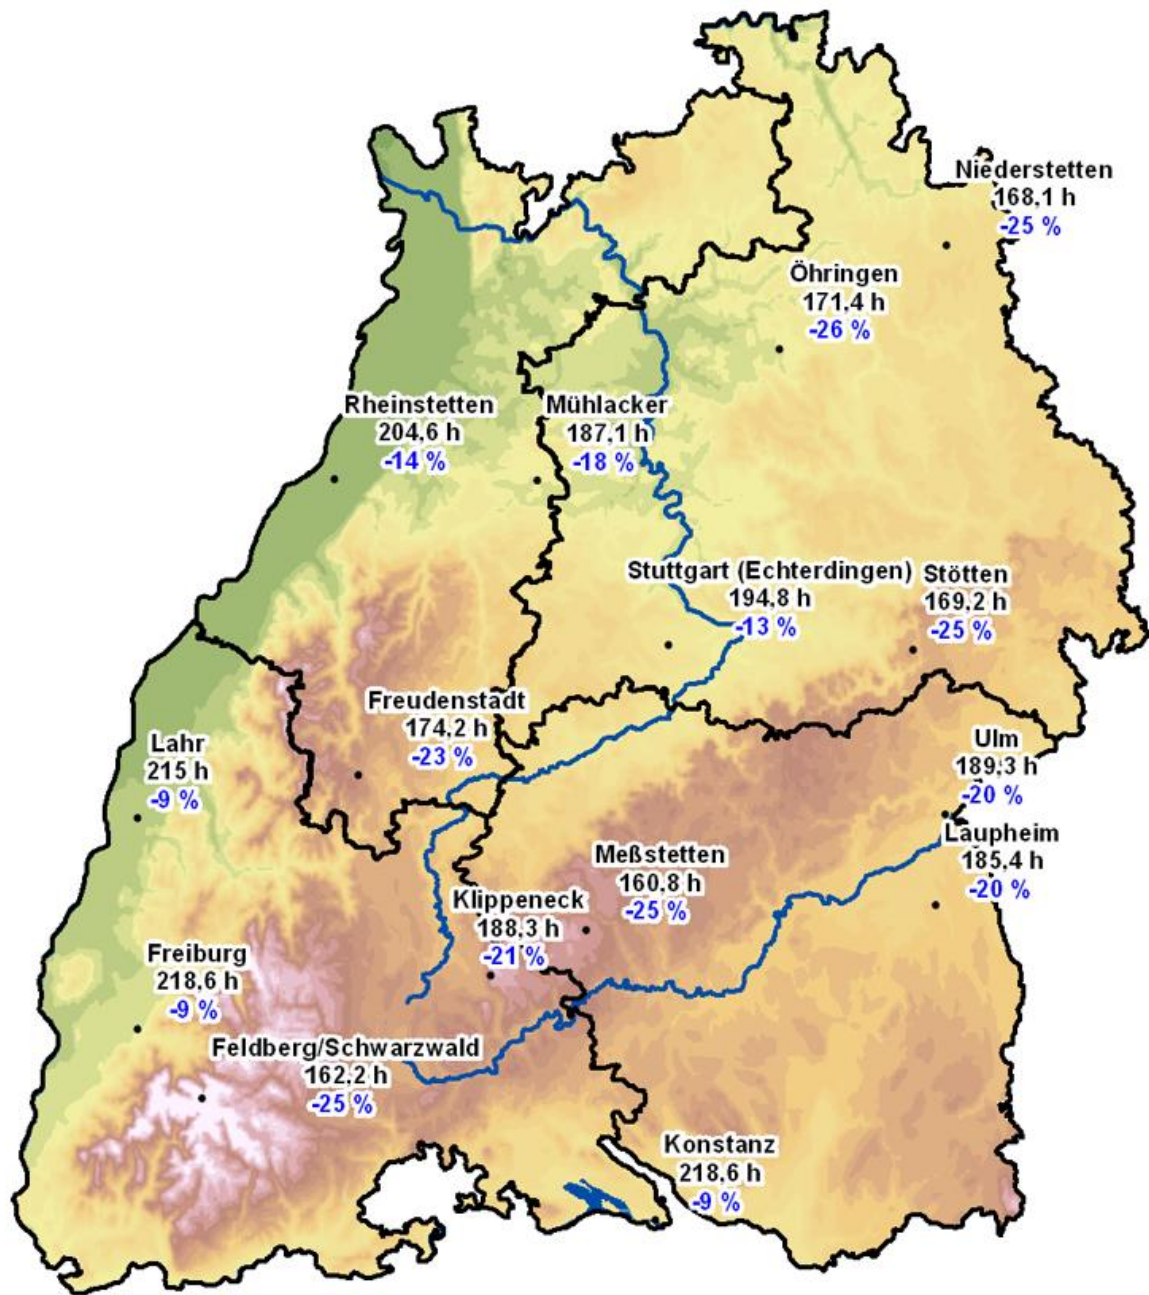 Niederstetten
168,1 h
-25 %
Öhringen
171,4 h
-26 %
Rheinstetten
204,6 h
-14 %
Mühlacker
187,1 h
-18 %
Stuttgart (Echterdingen)
194,8 h
-13 %
Stötten
169,2 h
-25 %
Freudenstadt
174,2 h
-23 %
Lahr
215 h
-9 %
Ulm
189,3 h
-20 %
Laupheim
185,4 h
-20 %
Meßstetten
160,8 h
-25 %
Klippeneck
188,3 h
-21 %
Freiburg
218,6 h
-9 %
Feldberg/Schwarzwald
162,2 h
-25 %
Konstanz
218,6 h
-9 %